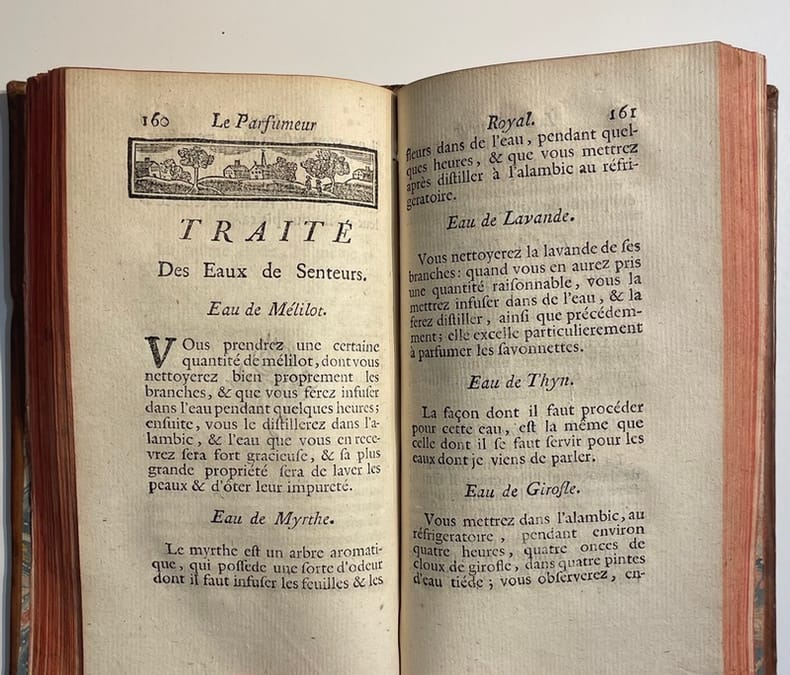 160 Le Parfumeur
TRAITÉ
Des Eaux de Senteurs.
Eau de Mélilot.
VOus prendrez une certaine
quantité de mélilot, dont vous
nettoyerez bien proprement les
branches, & que vous ferez infuſer
dans l'eau pendant quelques heures;
enſuite, vous le diſtillerez dans l'a-
lambic, & l'eau que vous en rece-
vrez ſera fort gracieuſe, & ſa plus
grande propriété ſera de laver les
peaux & d'ôter leur impureté.
Eau de Myrthe.
Le myrthe eſt un arbre aromati-
que, qui poſſede une ſorte d'odeur
dont il faut infuſer les feuilles & les
Royal. 161
fleurs dans de l'eau, pendant quel-
ques heures, & que vous mettrez
après diſtiller à l'alambic au réfri-
geratoire.
Eau de Lavande.
Vous nettoyerez la lavande de ſes
branches: quand vous en aurez pris
une quantité raiſonnable, vous la
mettrez infuſer dans de l'eau, & la
ferez diſtiller, ainſi que précédem-
ment; elle excelle particulierement
à parfumer les ſavonnettes.
Eau de Thyn.
La façon dont il faut procéder
pour cette eau, eſt la même que
celle dont il ſe faut ſervir pour les
eaux dont je viens de parler.
Eau de Girofle.
Vous mettrez dans l'alambic, au
réfrigeratoire, pendant environ
quatre heures, quatre onces de
cloux de girofle, dans quatre pintes
d'eau tiéde; vous obſerverez, en-